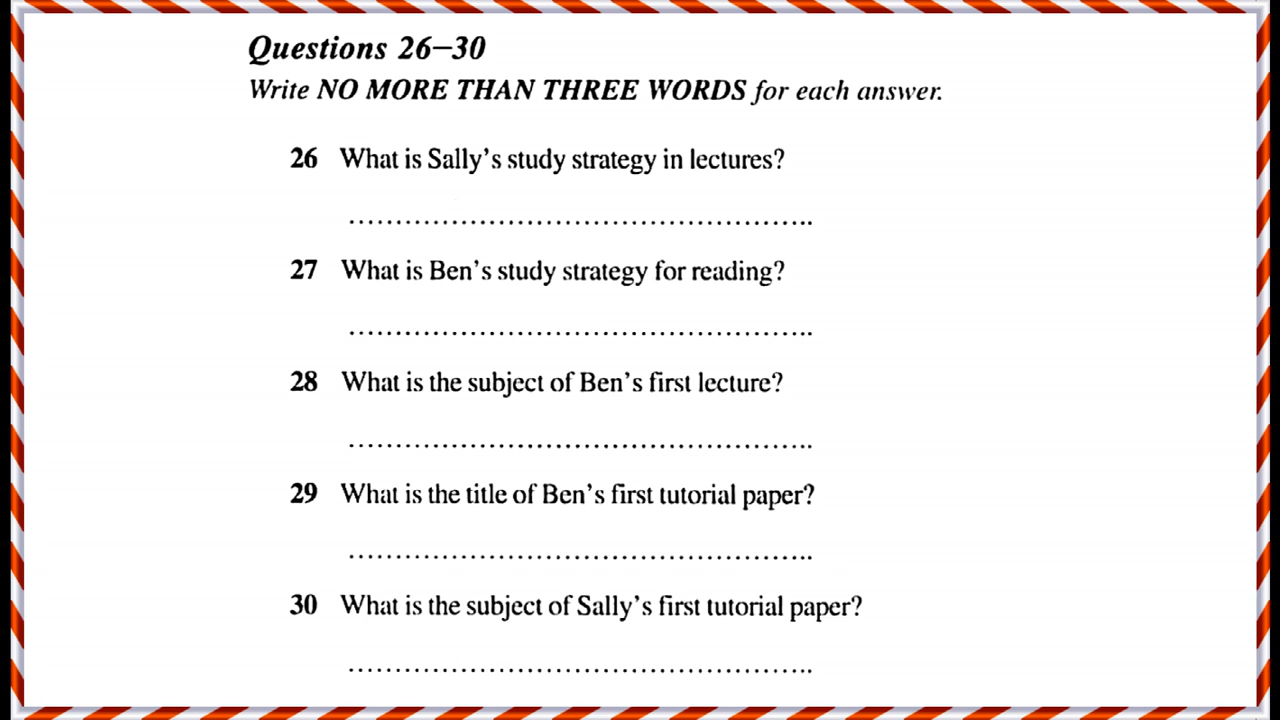 Questions 26–30
Write NO MORE THAN THREE WORDS for each answer.
26 What is Sally's study strategy in lectures?
................................................
27 What is Ben's study strategy for reading?
................................................
28 What is the subject of Ben's first lecture?
................................................
29 What is the title of Ben's first tutorial paper?
................................................
30 What is the subject of Sally's first tutorial paper?
................................................